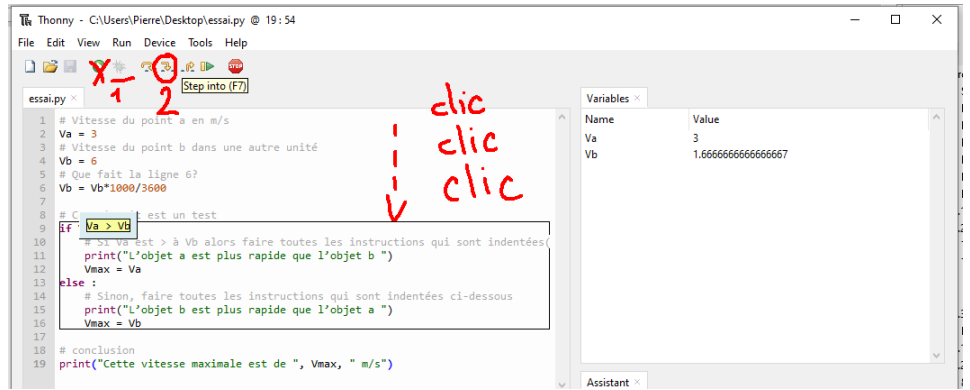 Thonny - C:\Users\Pierre\Desktop\essai.py @ 19 : 54
File Edit View Run Device Tools Help
STOP
X 1 2
Step into (F7)
essai.py ×
1 # Vitesse du point a en m/s
2 Va = 3
3 # Vitesse du point b dans une autre unité
4 Vb = 6
5 # Que fait la ligne 6?
6 Vb = Vb*1000/3600
7
8 # C est un test
9 if Va > Vb
10 # Si Va est > à Vb alors faire toutes les instructions qui sont indentées(
11 print("L’objet a est plus rapide que l’objet b ")
12 Vmax = Va
13 else :
14 # Sinon, faire toutes les instructions qui sont indentées ci-dessous
15 print("L’objet b est plus rapide que l’objet a ")
16 Vmax = Vb
17
18 # conclusion
19 print("Cette vitesse maximale est de ", Vmax, " m/s")
clic
clic
clic
Variables ×
Name Value
Va 3
Vb 1.6666666666666667
Assistant ×